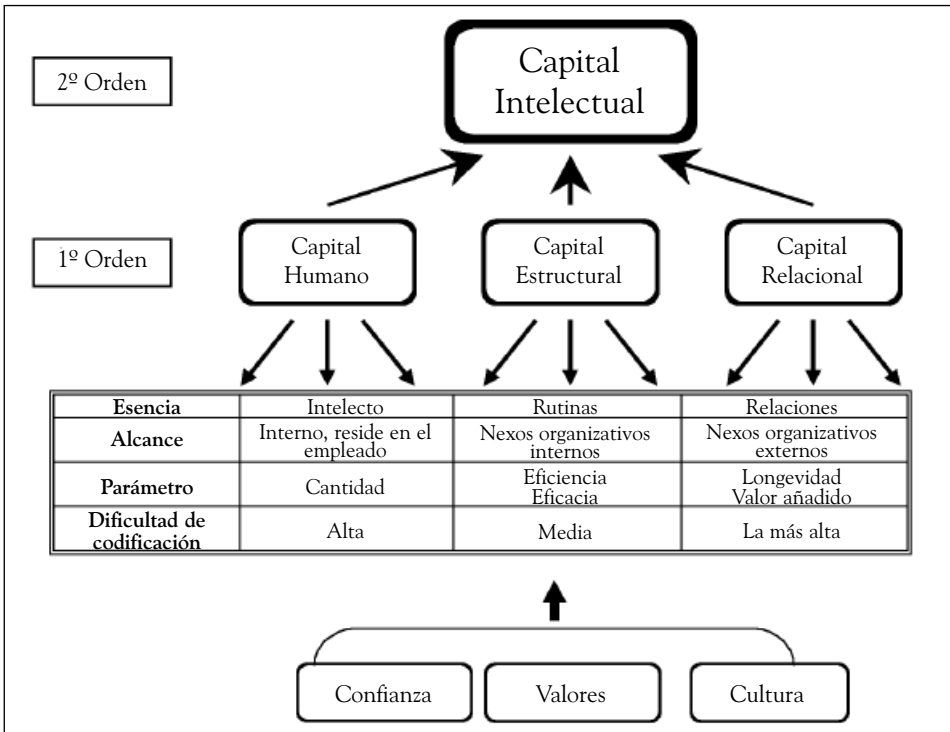 Capital
Intelectual
2º Orden
1º Orden
Capital
Humano
Capital
Estructural
Capital
Relacional
Esencia Intelecto Rutinas Relaciones
Alcance Interno, reside en el
empleado Nexos organizativos
internos Nexos organizativos
externos
Parámetro Cantidad Eficiencia
Eficacia Longevidad
Valor añadido
Dificultad de
codificación Alta Media La más alta
Confianza Valores Cultura